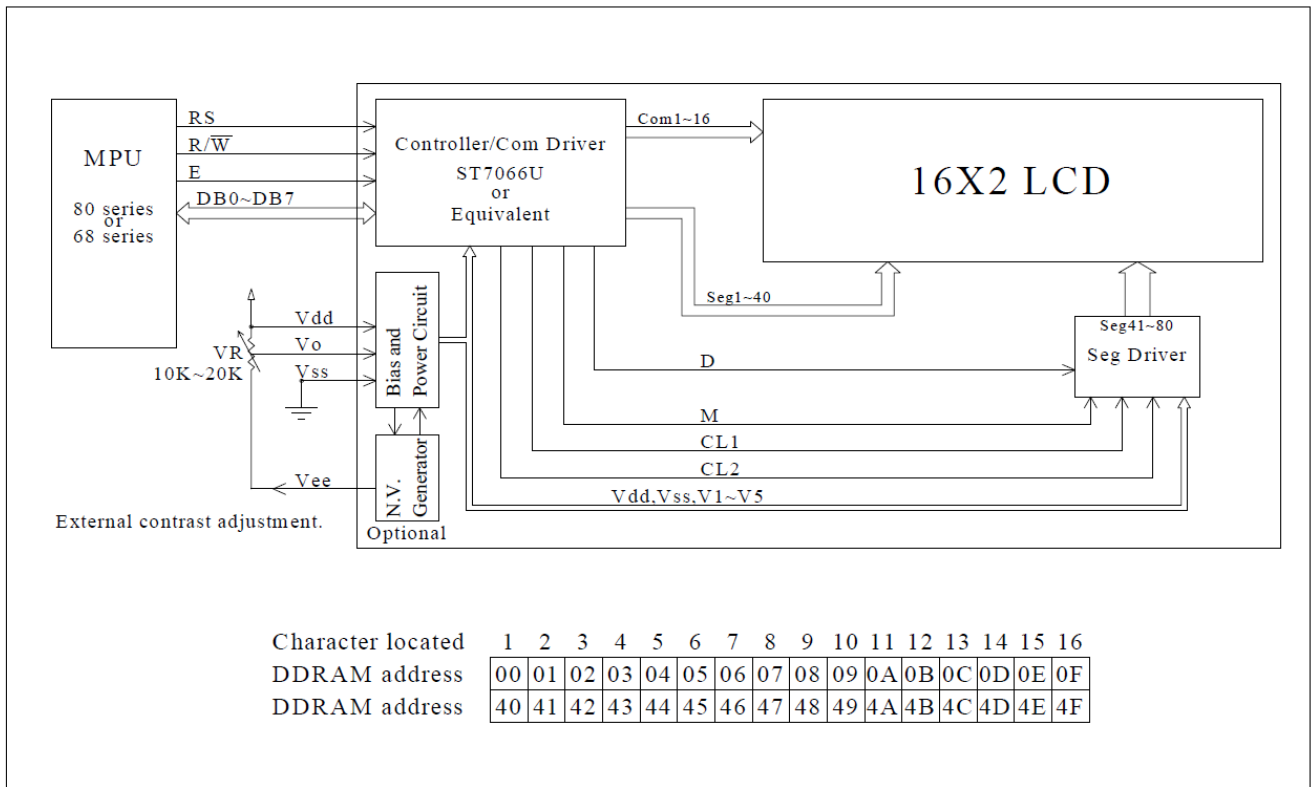 MPU
80 series
or
68 series
RS
R/W̅
E
DB0~DB7
Controller/Com Driver
ST7066U
or
Equivalent
Com1~16
16X2 LCD
Seg1~40
Seg41~80
Seg Driver
Vdd
Vo
Vss
VR
10K~20K
Bias and
Power Circuit
D
M
CL1
CL2
Vdd,Vss,V1~V5
N.V.
Generator
Vee
Optional
External contrast adjustment.
Character located 1 2 3 4 5 6 7 8 9 10 11 12 13 14 15 16
DDRAM address 00 01 02 03 04 05 06 07 08 09 0A 0B 0C 0D 0E 0F
DDRAM address 40 41 42 43 44 45 46 47 48 49 4A 4B 4C 4D 4E 4F